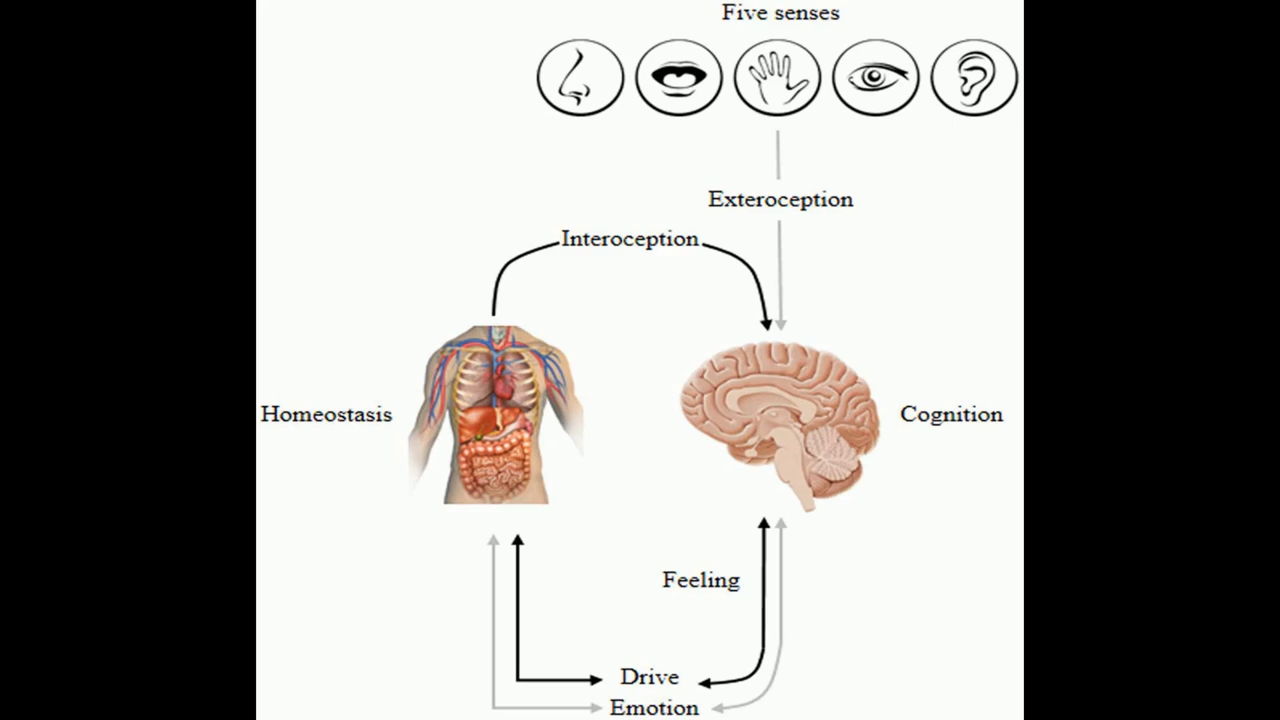 Five senses
Exteroception
Interoception
Homeostasis
Cognition
Feeling
Drive
Emotion